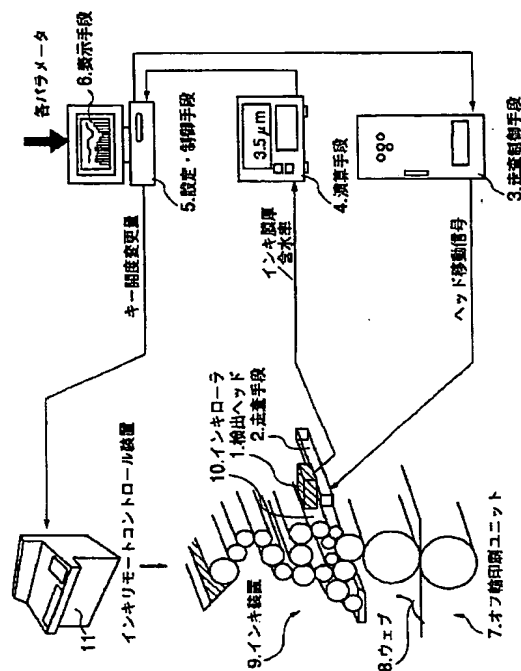 各パラメータ
6.表示手段
5.設定・制御手段
キー開度変更量
3.5μm
4.演算手段
インキ膜厚
/含水率
3.走査制御手段
ヘッド移動信号
インキリモートコントロール装置
11
10.インキローラ
1.検出ヘッド
2.走査手段
9.インキ装置
8.ウェブ
7.オフ輪印刷ユニット